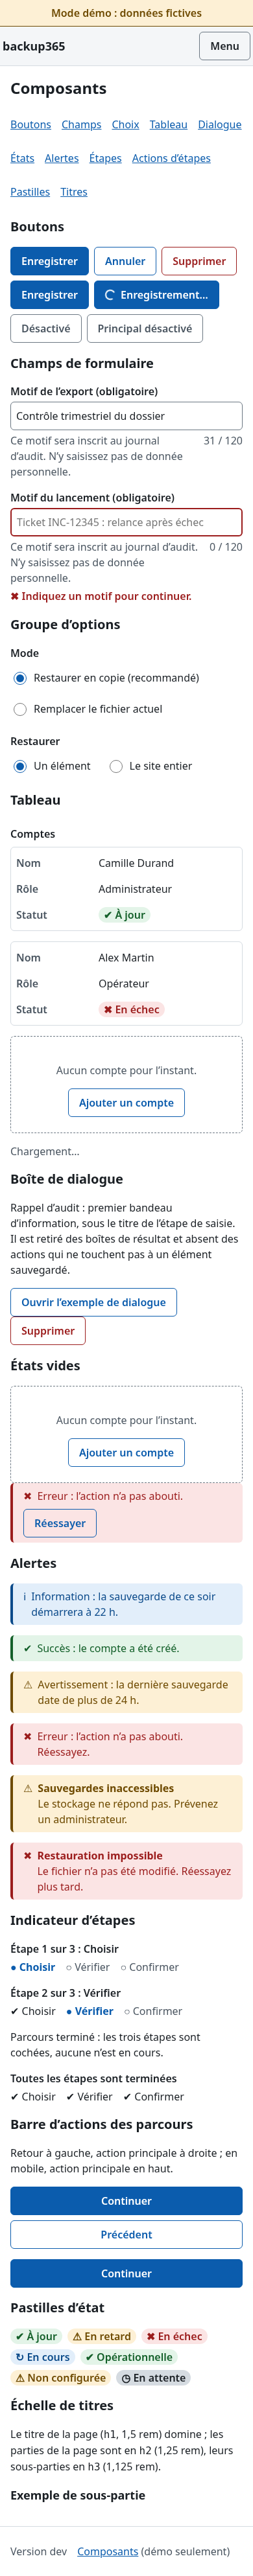 Mode démo : données fictives
backup365
Menu
Composants
Boutons Champs Choix Tableau Dialogue
États Alertes Étapes Actions d’étapes
Pastilles Titres
Boutons
Enregistrer Annuler Supprimer
Enregistrer Enregistrement…
Désactivé Principal désactivé
Champs de formulaire
Motif de l’export (obligatoire)
Contrôle trimestriel du dossier
Ce motif sera inscrit au journal 31 / 120
d’audit. N’y saisissez pas de donnée
personnelle.
Motif du lancement (obligatoire)
Ticket INC-12345 : relance après échec
Ce motif sera inscrit au journal d’audit. 0 / 120
N’y saisissez pas de donnée
personnelle.
✖ Indiquez un motif pour continuer.
Groupe d’options
Mode
Restaurer en copie (recommandé)
Remplacer le fichier actuel
Restaurer
Un élément Le site entier
Tableau
Comptes
Nom Camille Durand
Rôle Administrateur
Statut ✔ À jour
Nom Alex Martin
Rôle Opérateur
Statut ✖ En échec
Aucun compte pour l’instant.
Ajouter un compte
Chargement…
Boîte de dialogue
Rappel d’audit : premier bandeau
d’information, sous le titre de l’étape de saisie.
Il est retiré des boîtes de résultat et absent des
actions qui ne touchent pas à un élément
sauvegardé.
Ouvrir l’exemple de dialogue
Supprimer
États vides
Aucun compte pour l’instant.
Ajouter un compte
✖ Erreur : l’action n’a pas abouti.
Réessayer
Alertes
i Information : la sauvegarde de ce soir
démarrera à 22 h.
✔ Succès : le compte a été créé.
⚠ Avertissement : la dernière sauvegarde
date de plus de 24 h.
✖ Erreur : l’action n’a pas abouti.
Réessayez.
⚠ Sauvegardes inaccessibles
Le stockage ne répond pas. Prévenez
un administrateur.
✖ Restauration impossible
Le fichier n’a pas été modifié. Réessayez
plus tard.
Indicateur d’étapes
Étape 1 sur 3 : Choisir
● Choisir ○ Vérifier ○ Confirmer
Étape 2 sur 3 : Vérifier
✔ Choisir ● Vérifier ○ Confirmer
Parcours terminé : les trois étapes sont
cochées, aucune n’est en cours.
Toutes les étapes sont terminées
✔ Choisir ✔ Vérifier ✔ Confirmer
Barre d’actions des parcours
Retour à gauche, action principale à droite ; en
mobile, action principale en haut.
Continuer
Précédent
Continuer
Pastilles d’état
✔ À jour ⚠ En retard ✖ En échec
↻ En cours ✔ Opérationnelle
⚠ Non configurée ◷ En attente
Échelle de titres
Le titre de la page (h1, 1,5 rem) domine ; les
parties de la page sont en h2 (1,25 rem), leurs
sous-parties en h3 (1,125 rem).
Exemple de sous-partie
Version dev Composants (démo seulement)